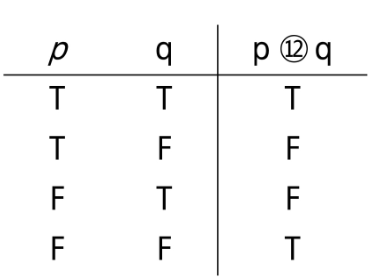 p q p ⑫ q
T T T
T F F
F T F
F F T